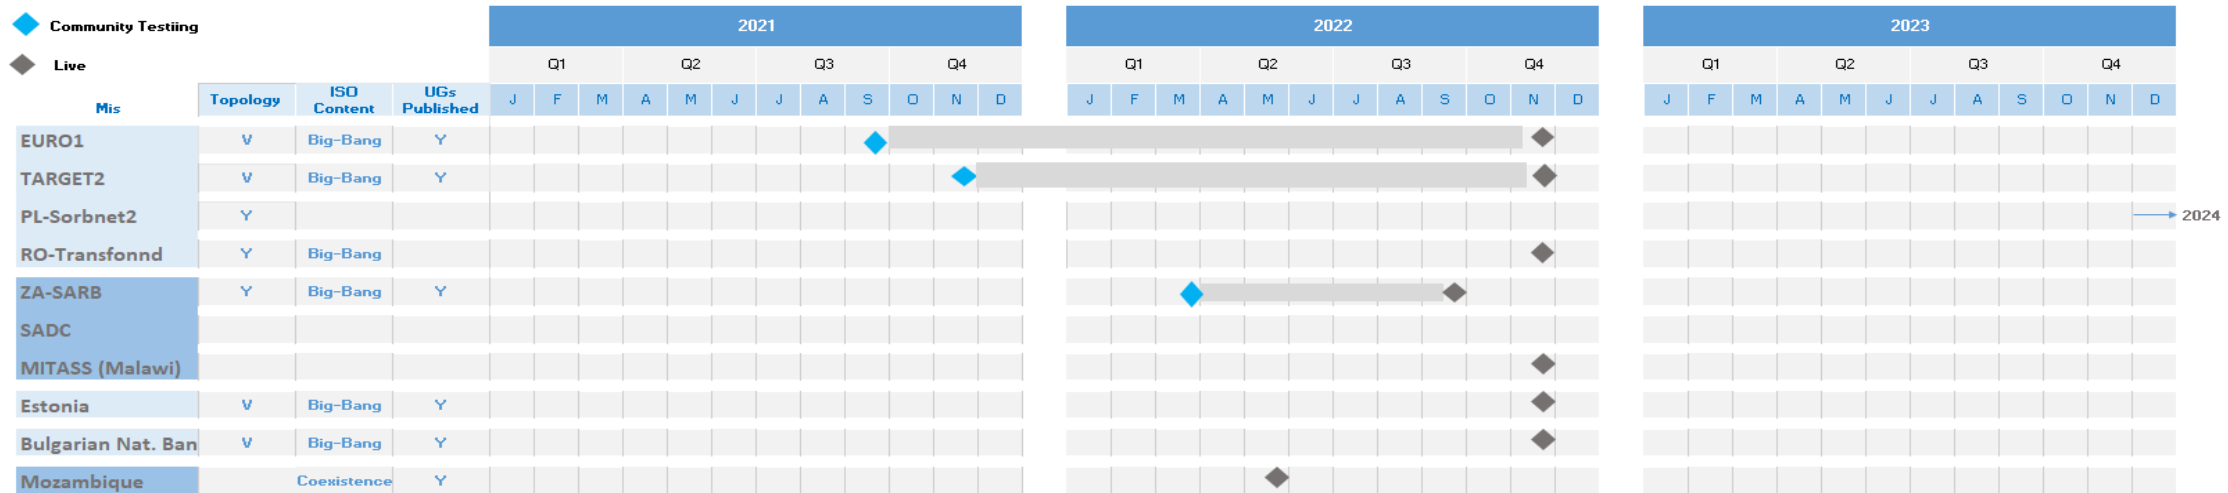 Community Testiing
2021 2022 2023
Live
Q1 Q2 Q3 Q4 Q1 Q2 Q3 Q4 Q1 Q2 Q3 Q4
Mis Topology ISO Content UGs Published J F M A M J J A S O N D J F M A M J J A S O N D J F M A M J J A S O N D
EURO1 V Big-Bang Y
TARGET2 V Big-Bang Y
PL-Sorbnet2 Y 2024
RO-Transfonnd Y Big-Bang
ZA-SARB Y Big-Bang Y
SADC
MITASS (Malawi)
Estonia V Big-Bang Y
Bulgarian Nat. Ban V Big-Bang Y
Mozambique Coexistence Y